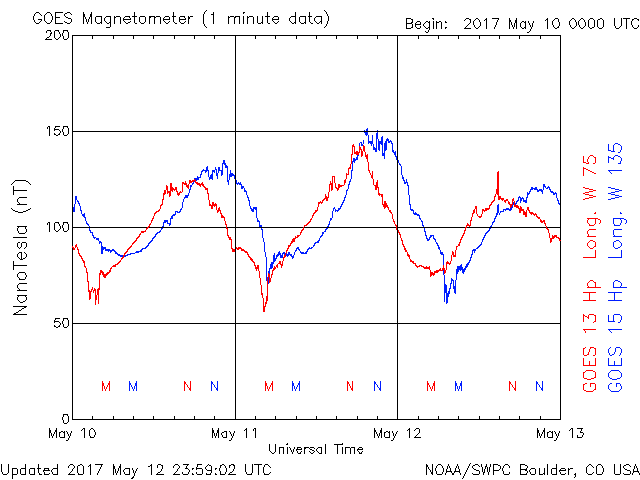 GOES Magnetometer (1 minute data)
Begin: 2017 May 10 0000 UTC
200
150
100
50
0
NanoTesla (nT)
M M N N M M N N M M N N
May 10 May 11 May 12 May 13
Universal Time
GOES 13 Hp Long. W 75
GOES 15 Hp Long. W 135
Updated 2017 May 12 23:59:02 UTC
NOAA/SWPC Boulder, CO USA